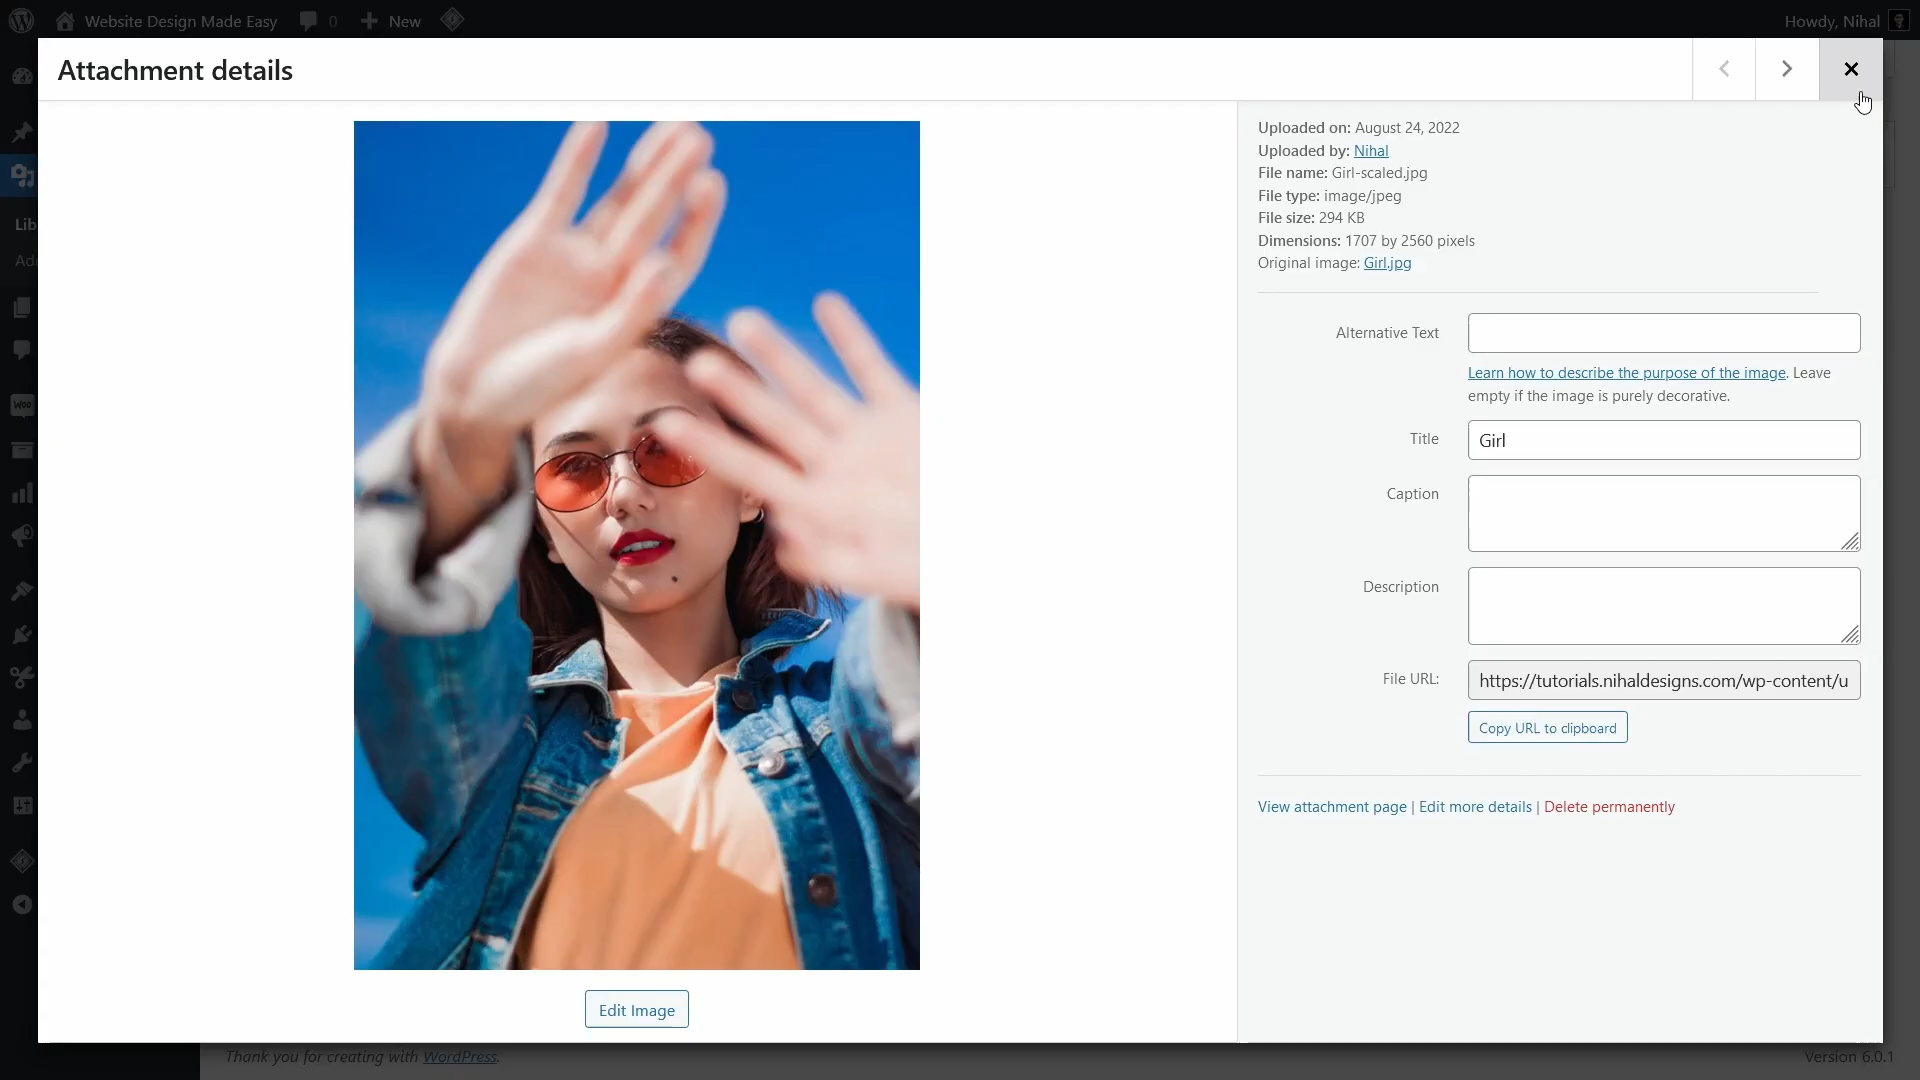 Website Design Made Easy 0 New Howdy, Nihal
Attachment details
Uploaded on: August 24, 2022
Uploaded by: Nihal
File name: Girl-scaled.jpg
File type: image/jpeg
File size: 294 KB
Dimensions: 1707 by 2560 pixels
Original image: Girl.jpg
Lib
Ad
Alternative Text
Learn how to describe the purpose of the image. Leave
empty if the image is purely decorative.
Title Girl
Caption
Woo
Description
File URL: https://tutorials.nihaldesigns.com/wp-content/u
Copy URL to clipboard
View attachment page | Edit more details | Delete permanently
Edit Image
Thank you for creating with WordPress. Version 6.0.1